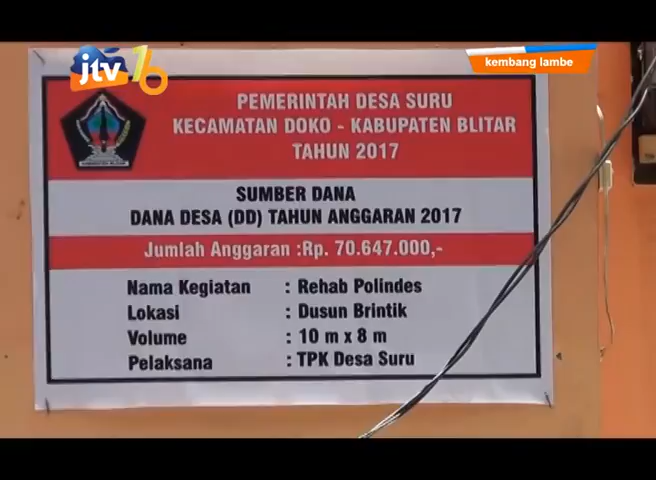 jtv 16
kembang lambe
PEMERINTAH DESA SURU
KECAMATAN DOKO - KABUPATEN BLITAR
TAHUN 2017
SUMBER DANA
DANA DESA (DD) TAHUN ANGGARAN 2017
Jumlah Anggaran :Rp. 70.647.000,-
Nama Kegiatan : Rehab Polindes
Lokasi : Dusun Brintik
Volume : 10 m x 8 m
Pelaksana : TPK Desa Suru